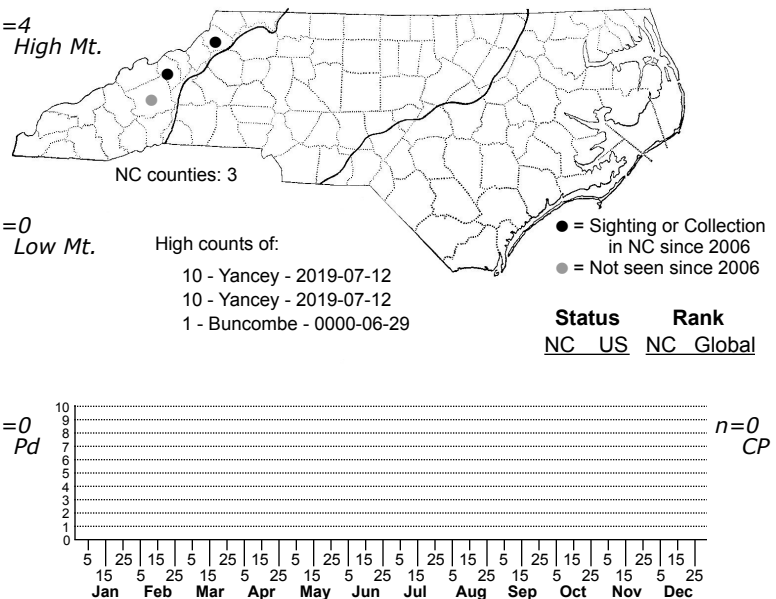 =4
High Mt.
NC counties: 3
=0
Low Mt.
High counts of:
10 - Yancey - 2019-07-12
10 - Yancey - 2019-07-12
1 - Buncombe - 0000-06-29
● = Sighting or Collection
in NC since 2006
● = Not seen since 2006
Status Rank
NC US NC Global
=0
Pd
n=0
CP
10
9
8
7
6
5
4
3
2
1
0
5 25 15 5 25 15 5 25 15 5 25 15 5 25 15 5 25 15
15 5 25 15 5 25 15 5 25 15 5 25 15 5 25 15 5 25
Jan Feb Mar Apr May Jun Jul Aug Sep Oct Nov Dec